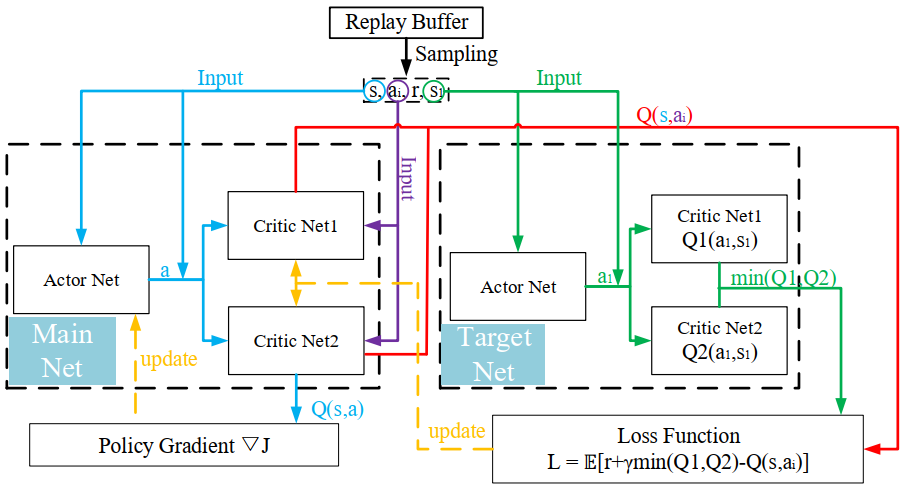 Replay Buffer
Sampling
s, aᵢ, r, s₁
Input
Input
Q(s,aᵢ)
Input
Critic Net1
Actor Net
a
Critic Net2
Main
Net
update
Q(s,a)
Policy Gradient ▽J
Critic Net1
Q1(a₁,s₁)
Actor Net
a₁
min(Q1,Q2)
Critic Net2
Q2(a₁,s₁)
Target
Net
update
Loss Function
L = 𝔼[r+γmin(Q1,Q2)-Q(s,aᵢ)]